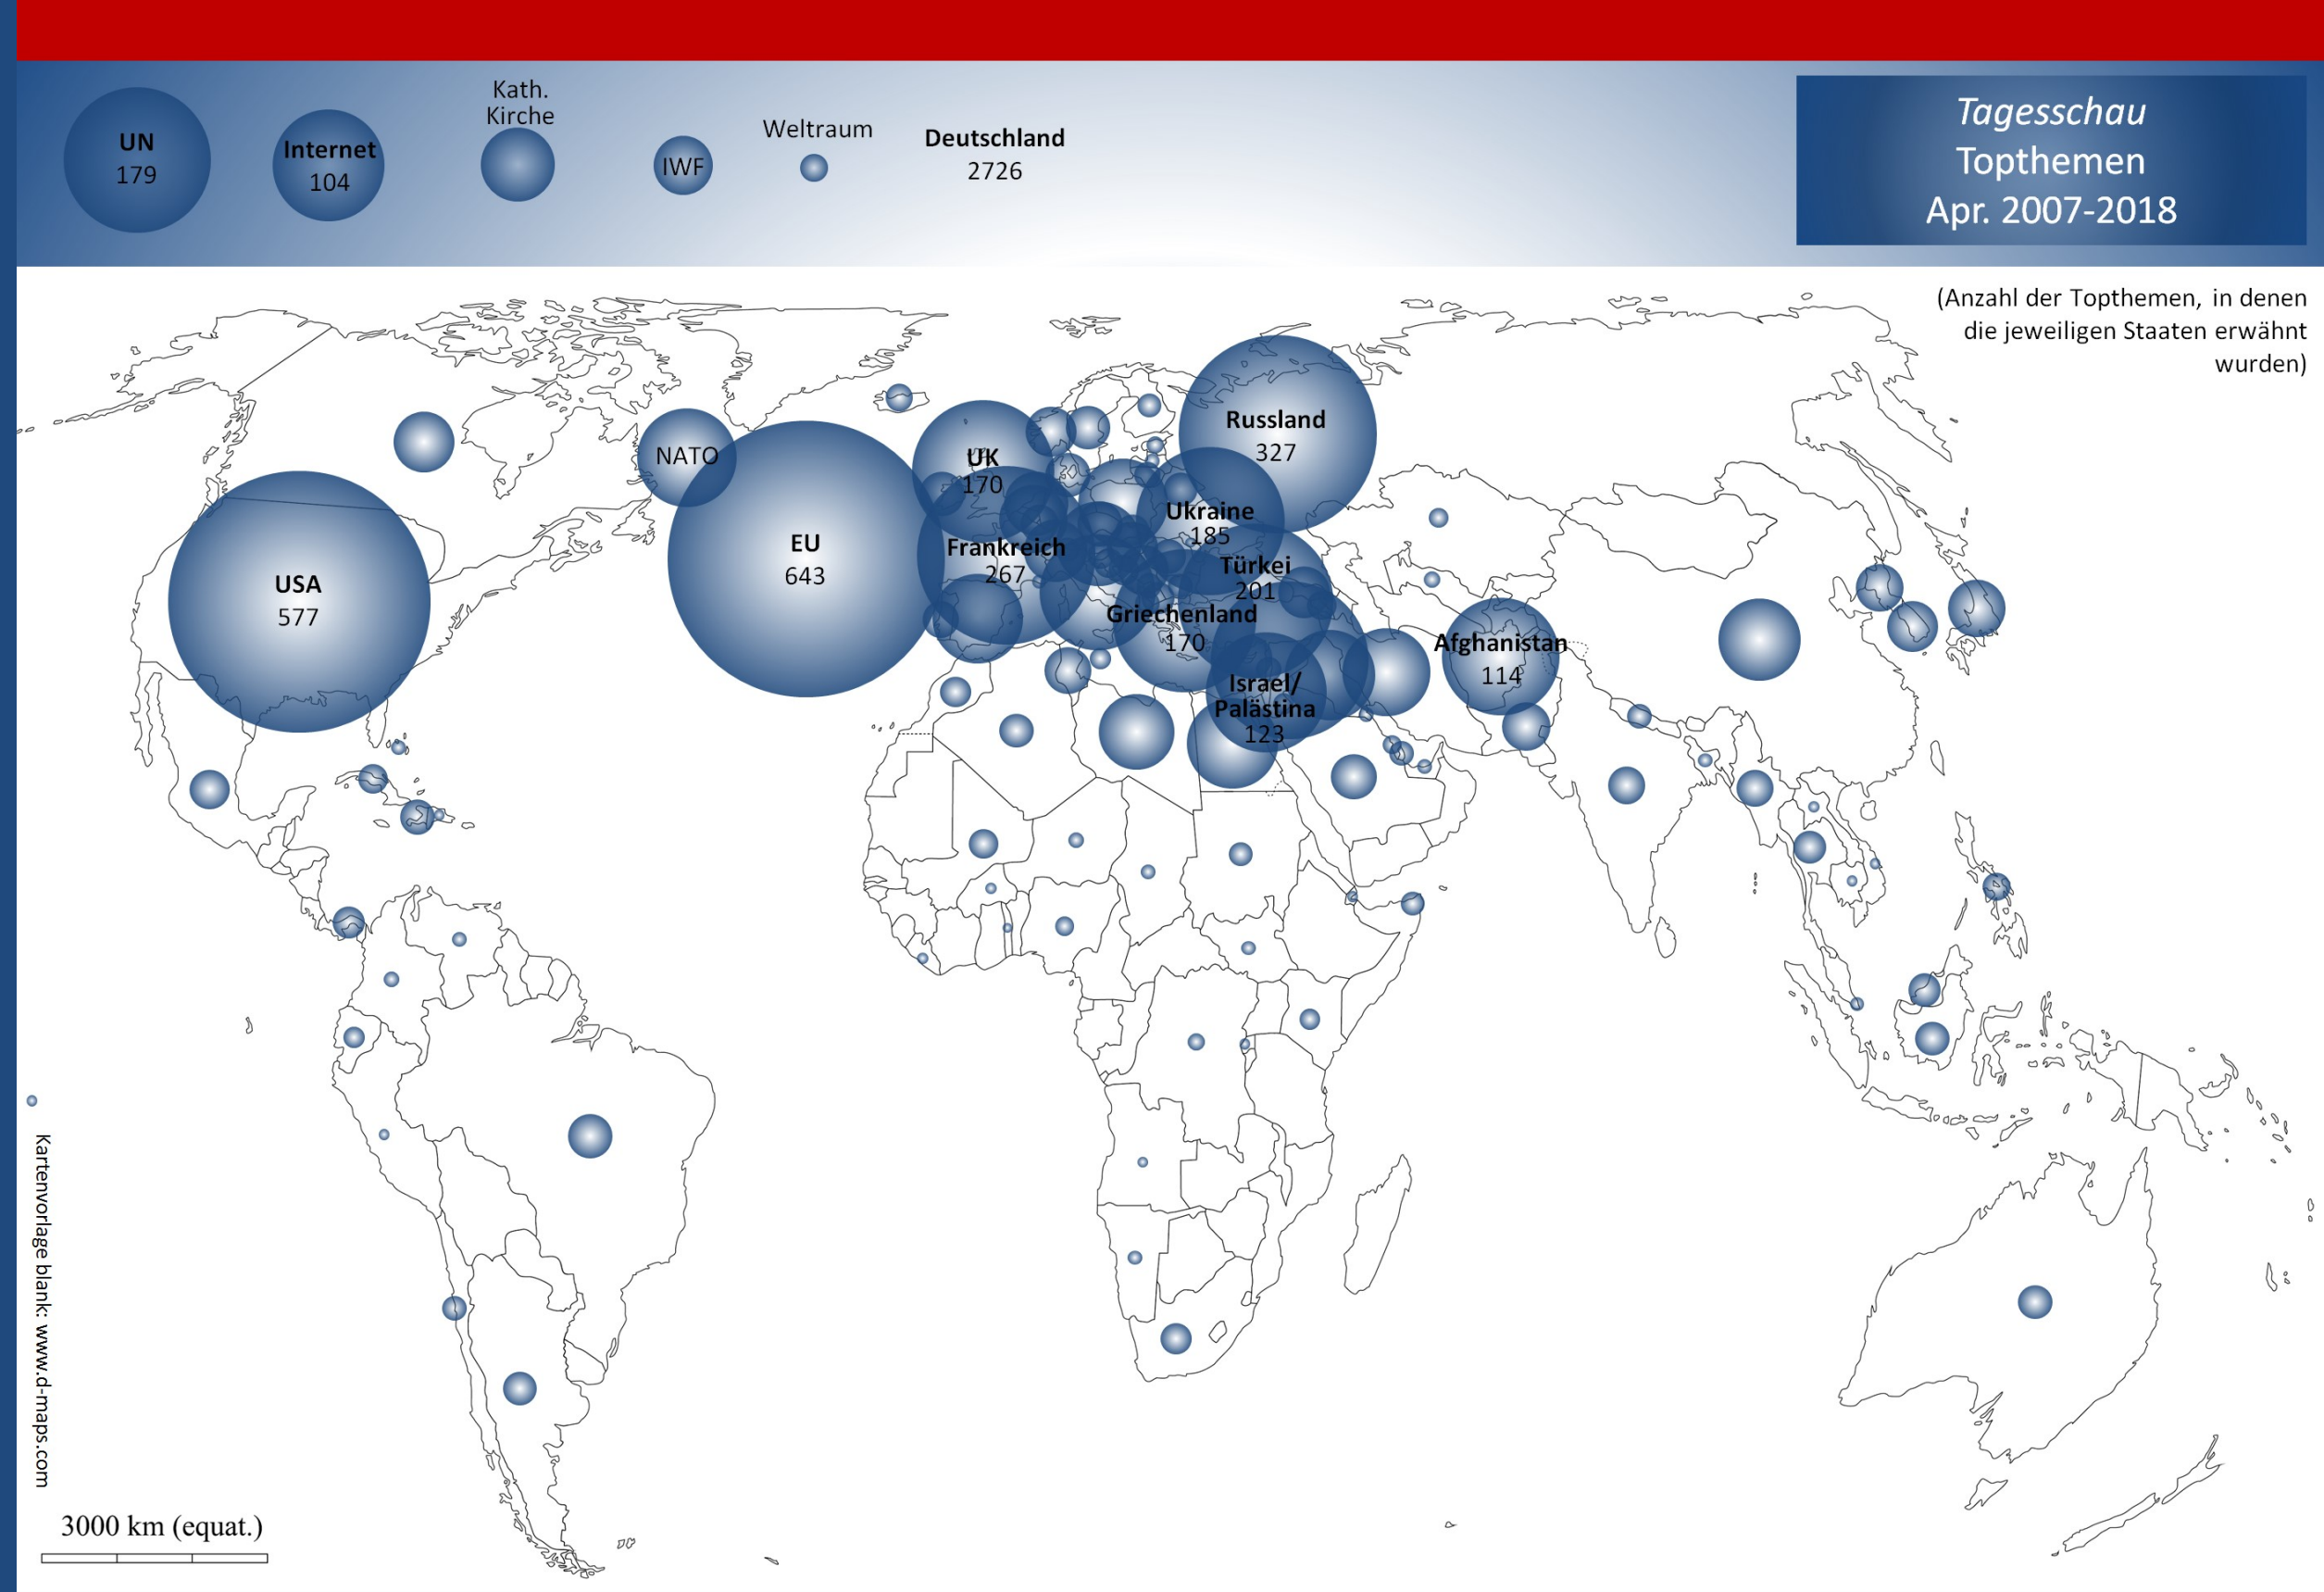 Kath.
Kirche
UN
179
Internet
104
IWF
Weltraum
Deutschland
2726
Tagesschau
Topthemen
Apr. 2007-2018
(Anzahl der Topthemen, in denen
die jeweiligen Staaten erwähnt
wurden)
Russland
327
NATO
UK
170
Ukraine
185
EU
643
Frankreich
267
Türkei
201
USA
577
Griechenland
170
Afghanistan
114
Israel/
Palästina
123
Kartenvorlage blank: www.d-maps.com
3000 km (equat.)